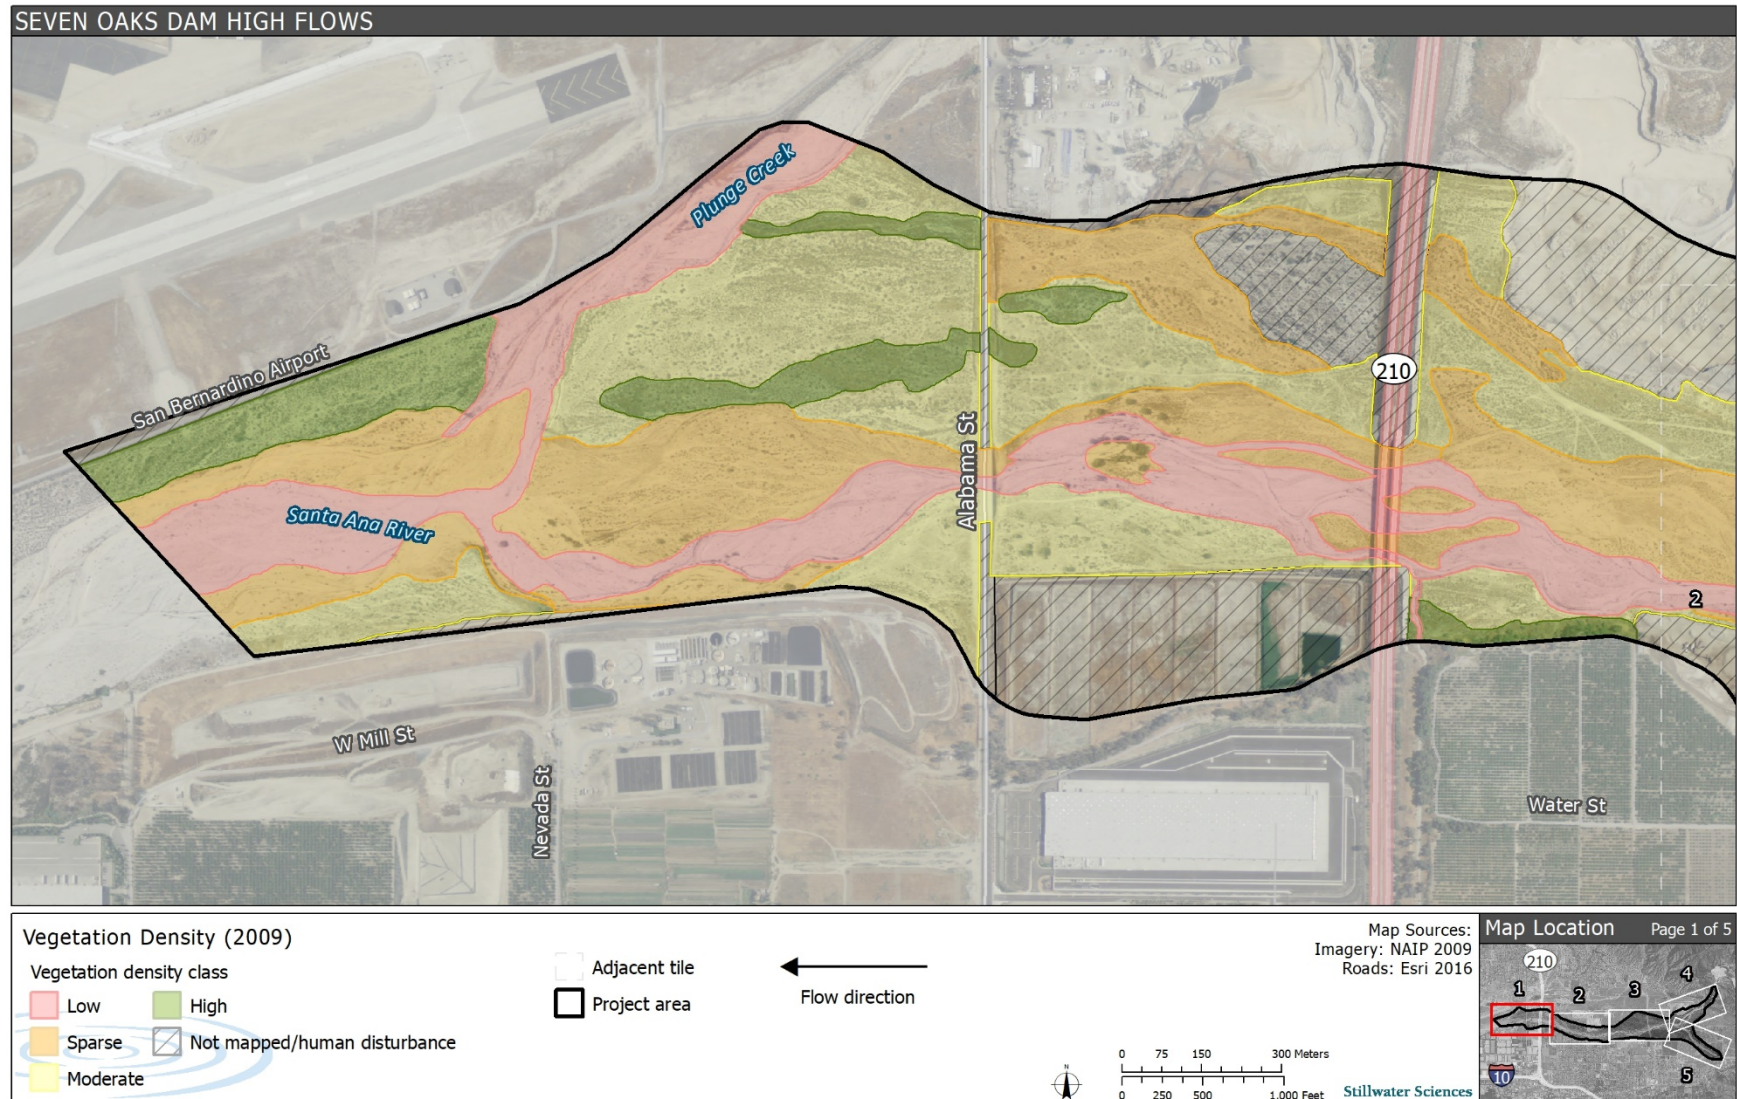 SEVEN OAKS DAM HIGH FLOWS
Plunge Creek
San Bernardino Airport
210
Alabama St
Santa Ana River
2
W Mill St
Nevada St
Water St
Vegetation Density (2009)
Vegetation density class
Low
High
Sparse
Not mapped/human disturbance
Moderate
Adjacent tile
Project area
Flow direction
Map Sources:
Imagery: NAIP 2009
Roads: Esri 2016
N
0 75 150 300 Meters
0 250 500 1,000 Feet
Stillwater Sciences
Map Location Page 1 of 5
210
4
1
2
3
10
5